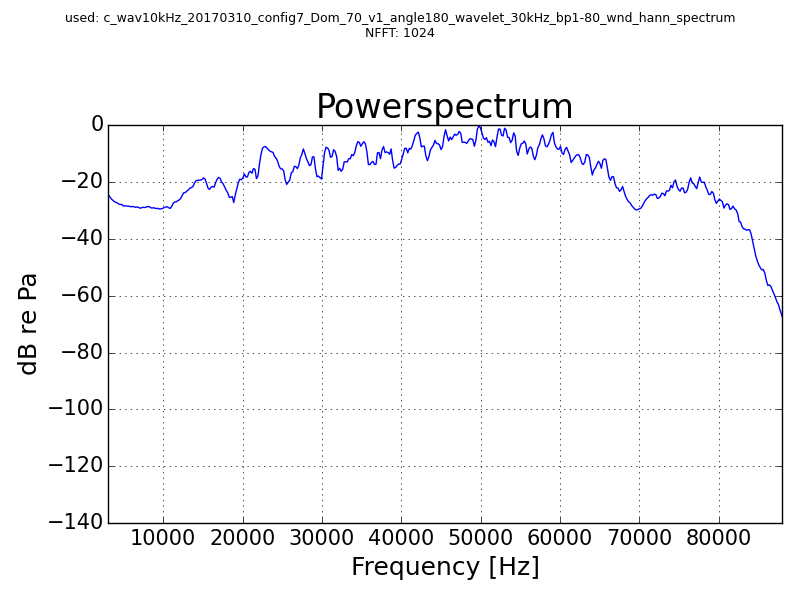 used: c_wav10kHz_20170310_config7_Dom_70_v1_angle180_wavelet_30kHz_bp1-80_wnd_hann_spectrum
NFFT: 1024
Powerspectrum
0
−20
−40
−60
−80
−100
−120
−140
dB re Pa
10000 20000 30000 40000 50000 60000 70000 80000
Frequency [Hz]